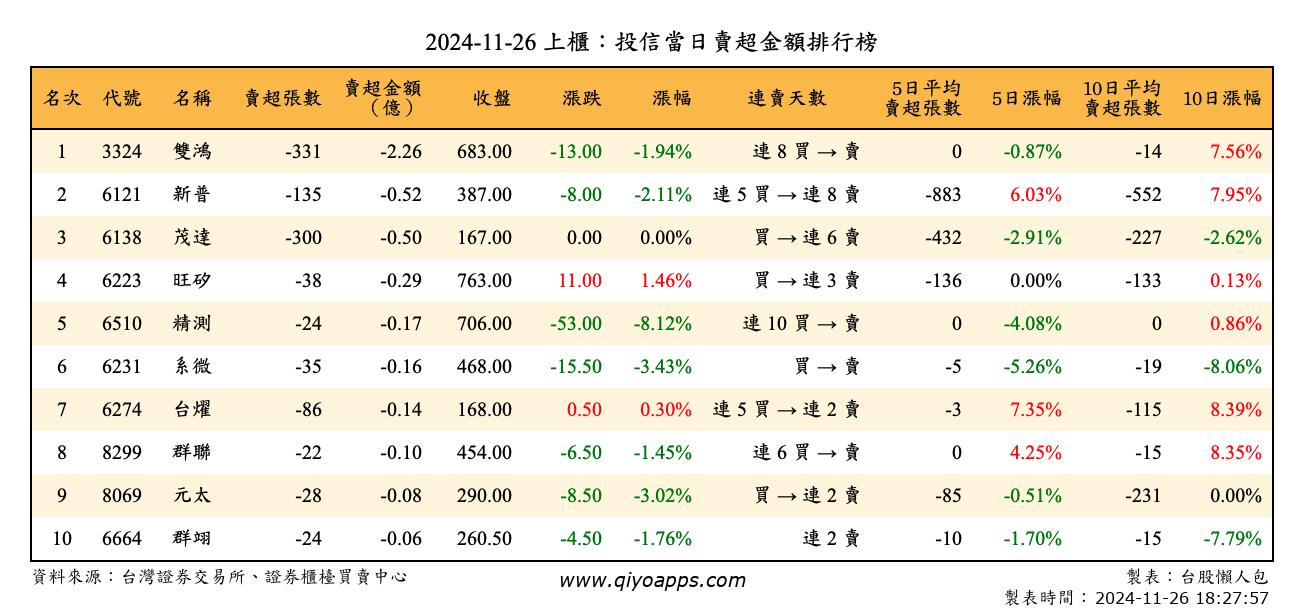 2024-11-26 上櫃：投信當日賣超金額排行榜
名次 代號 名稱 賣超張數 賣超金額（億） 收盤 漲跌 漲幅 連賣天數 5日平均賣超張數 5日漲幅 10日平均賣超張數 10日漲幅
1 3324 雙鴻 -331 -2.26 683.00 -13.00 -1.94% 連 8 買 → 賣 0 -0.87% -14 7.56%
2 6121 新普 -135 -0.52 387.00 -8.00 -2.11% 連 5 買 → 連 8 賣 -883 6.03% -552 7.95%
3 6138 茂達 -300 -0.50 167.00 0.00 0.00% 買 → 連 6 賣 -432 -2.91% -227 -2.62%
4 6223 旺矽 -38 -0.29 763.00 11.00 1.46% 買 → 連 3 賣 -136 0.00% -133 0.13%
5 6510 精測 -24 -0.17 706.00 -53.00 -8.12% 連 10 買 → 賣 0 -4.08% 0 0.86%
6 6231 系微 -35 -0.16 468.00 -15.50 -3.43% 買 → 賣 -5 -5.26% -19 -8.06%
7 6274 台燿 -86 -0.14 168.00 0.50 0.30% 連 5 買 → 連 2 賣 -3 7.35% -115 8.39%
8 8299 群聯 -22 -0.10 454.00 -6.50 -1.45% 連 6 買 → 賣 0 4.25% -15 8.35%
9 8069 元太 -28 -0.08 290.00 -8.50 -3.02% 買 → 連 2 賣 -85 -0.51% -231 0.00%
10 6664 群翊 -24 -0.06 260.50 -4.50 -1.76% 連 2 賣 -10 -1.70% -15 -7.79%
資料來源：台灣證券交易所、證券櫃檯買賣中心 www.qiyoapps.com 製表：台股懶人包
製表時間：2024-11-26 18:27:57